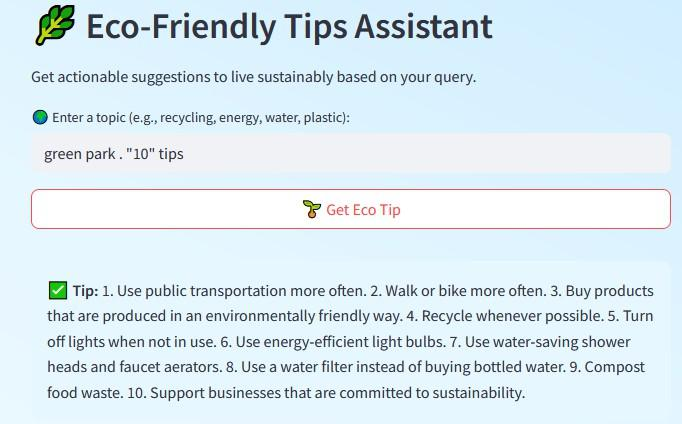 Eco-Friendly Tips Assistant
Get actionable suggestions to live sustainably based on your query.
Enter a topic (e.g., recycling, energy, water, plastic):
green park . "10" tips
Get Eco Tip
Tip: 1. Use public transportation more often. 2. Walk or bike more often. 3. Buy products
that are produced in an environmentally friendly way. 4. Recycle whenever possible. 5. Turn
off lights when not in use. 6. Use energy-efficient light bulbs. 7. Use water-saving shower
heads and faucet aerators. 8. Use a water filter instead of buying bottled water. 9. Compost
food waste. 10. Support businesses that are committed to sustainability.